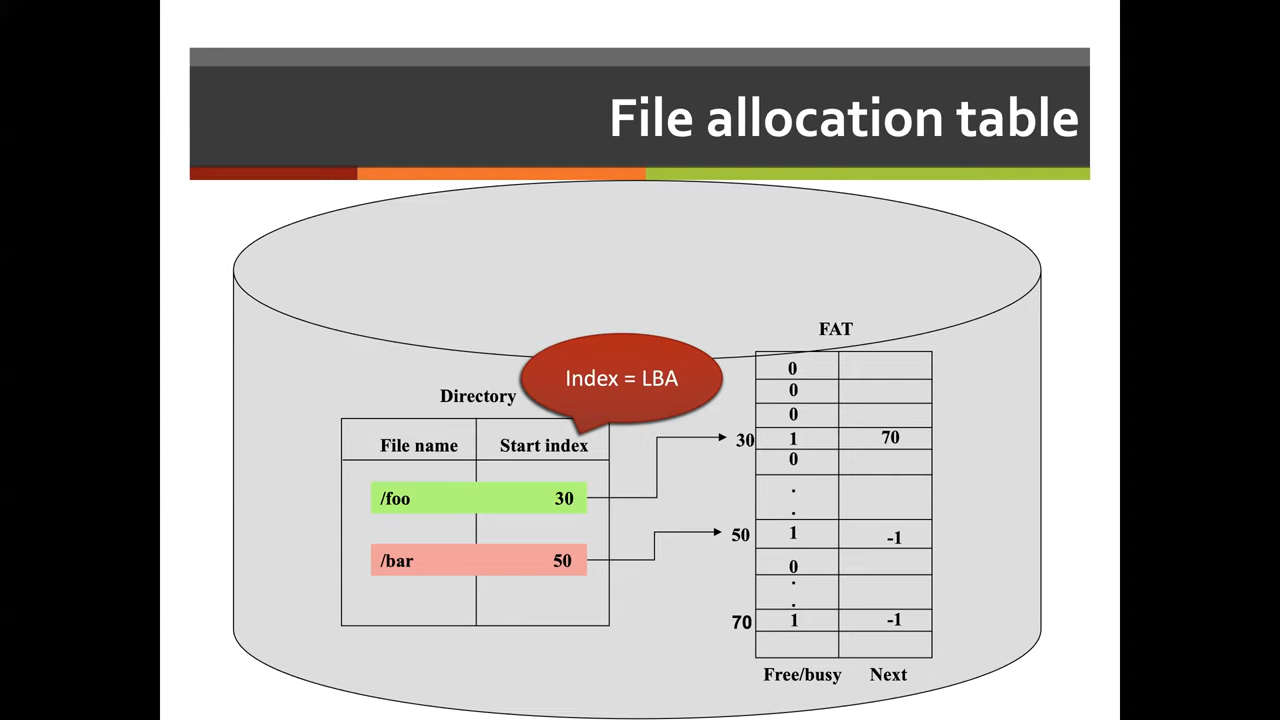 File allocation table
Index = LBA
Directory
File name Start index
/foo 30
/bar 50
FAT
0
0
0
30 1 70
0
.
.
50 1 -1
0
.
.
70 1 -1
Free/busy Next